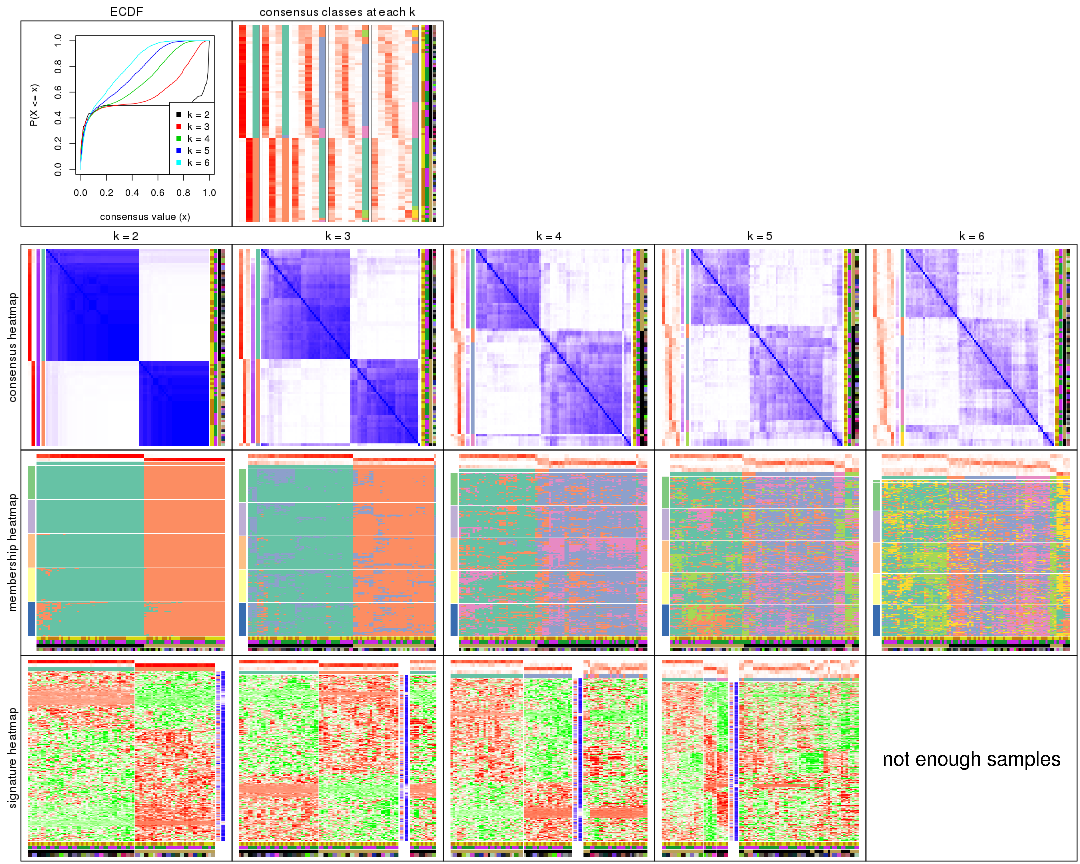 ECDF
consensus classes at each k
P(X <= x)
1.0
0.8
0.6
0.4
0.2
0.0
k = 2
k = 3
k = 4
k = 5
k = 6
0.0 0.2 0.4 0.6 0.8 1.0
consensus value (x)
k = 2
k = 3
k = 4
k = 5
k = 6
consensus heatmap
membership heatmap
signature heatmap
not enough samples